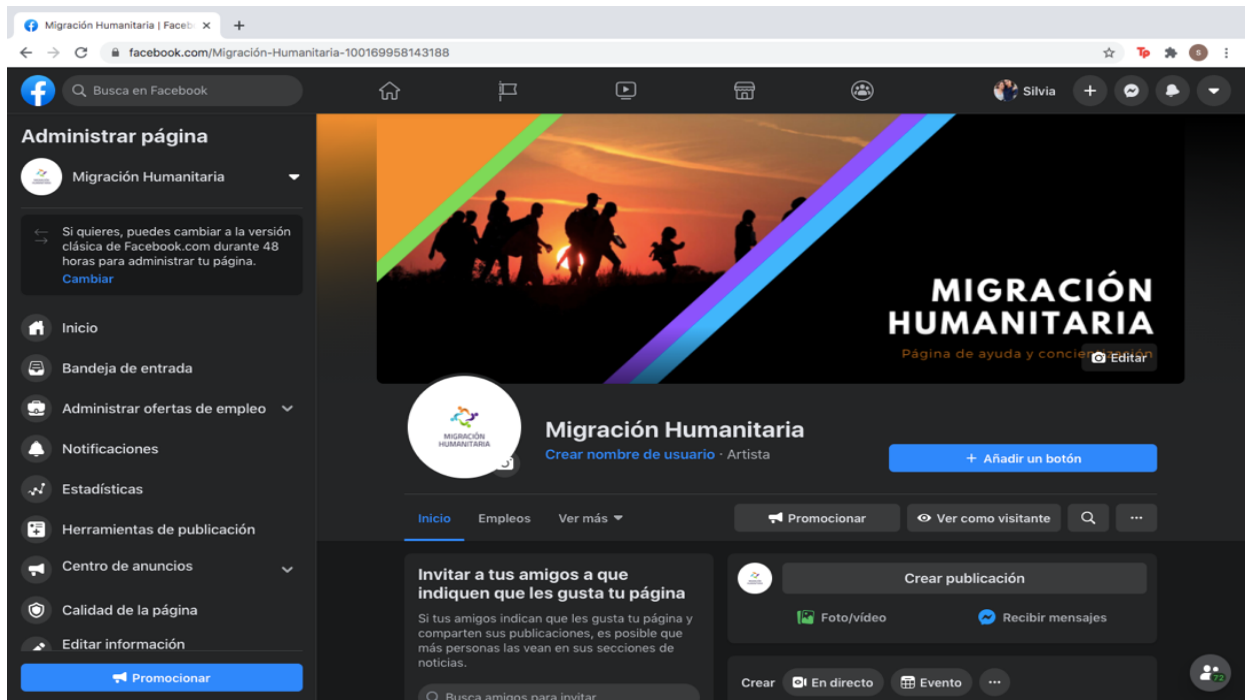 Migración Humanitaria | Faceb
facebook.com/Migración-Humanitaria-100169958143188
Tp
S
Busca en Facebook
Silvia
Administrar página
Migración Humanitaria
Si quieres, puedes cambiar a la versión
clásica de Facebook.com durante 48
horas para administrar tu página.
Cambiar
Inicio
Bandeja de entrada
Administrar ofertas de empleo
Notificaciones
Estadísticas
Herramientas de publicación
Centro de anuncios
Calidad de la página
Editar información
Promocionar
MIGRACIÓN
HUMANITARIA
Página de ayuda y concientización
Editar
MIGRACIÓN
HUMANITARIA
Migración Humanitaria
Crear nombre de usuario · Artista
+ Añadir un botón
Inicio Empleos Ver más
Promocionar Ver como visitante
Invitar a tus amigos a que
indiquen que les gusta tu página
Si tus amigos indican que les gusta tu página y
comparten sus publicaciones, es posible que
más personas las vean en sus secciones de
noticias.
Busca amigos para invitar
Crear publicación
Foto/vídeo Recibir mensajes
Crear En directo Evento
72